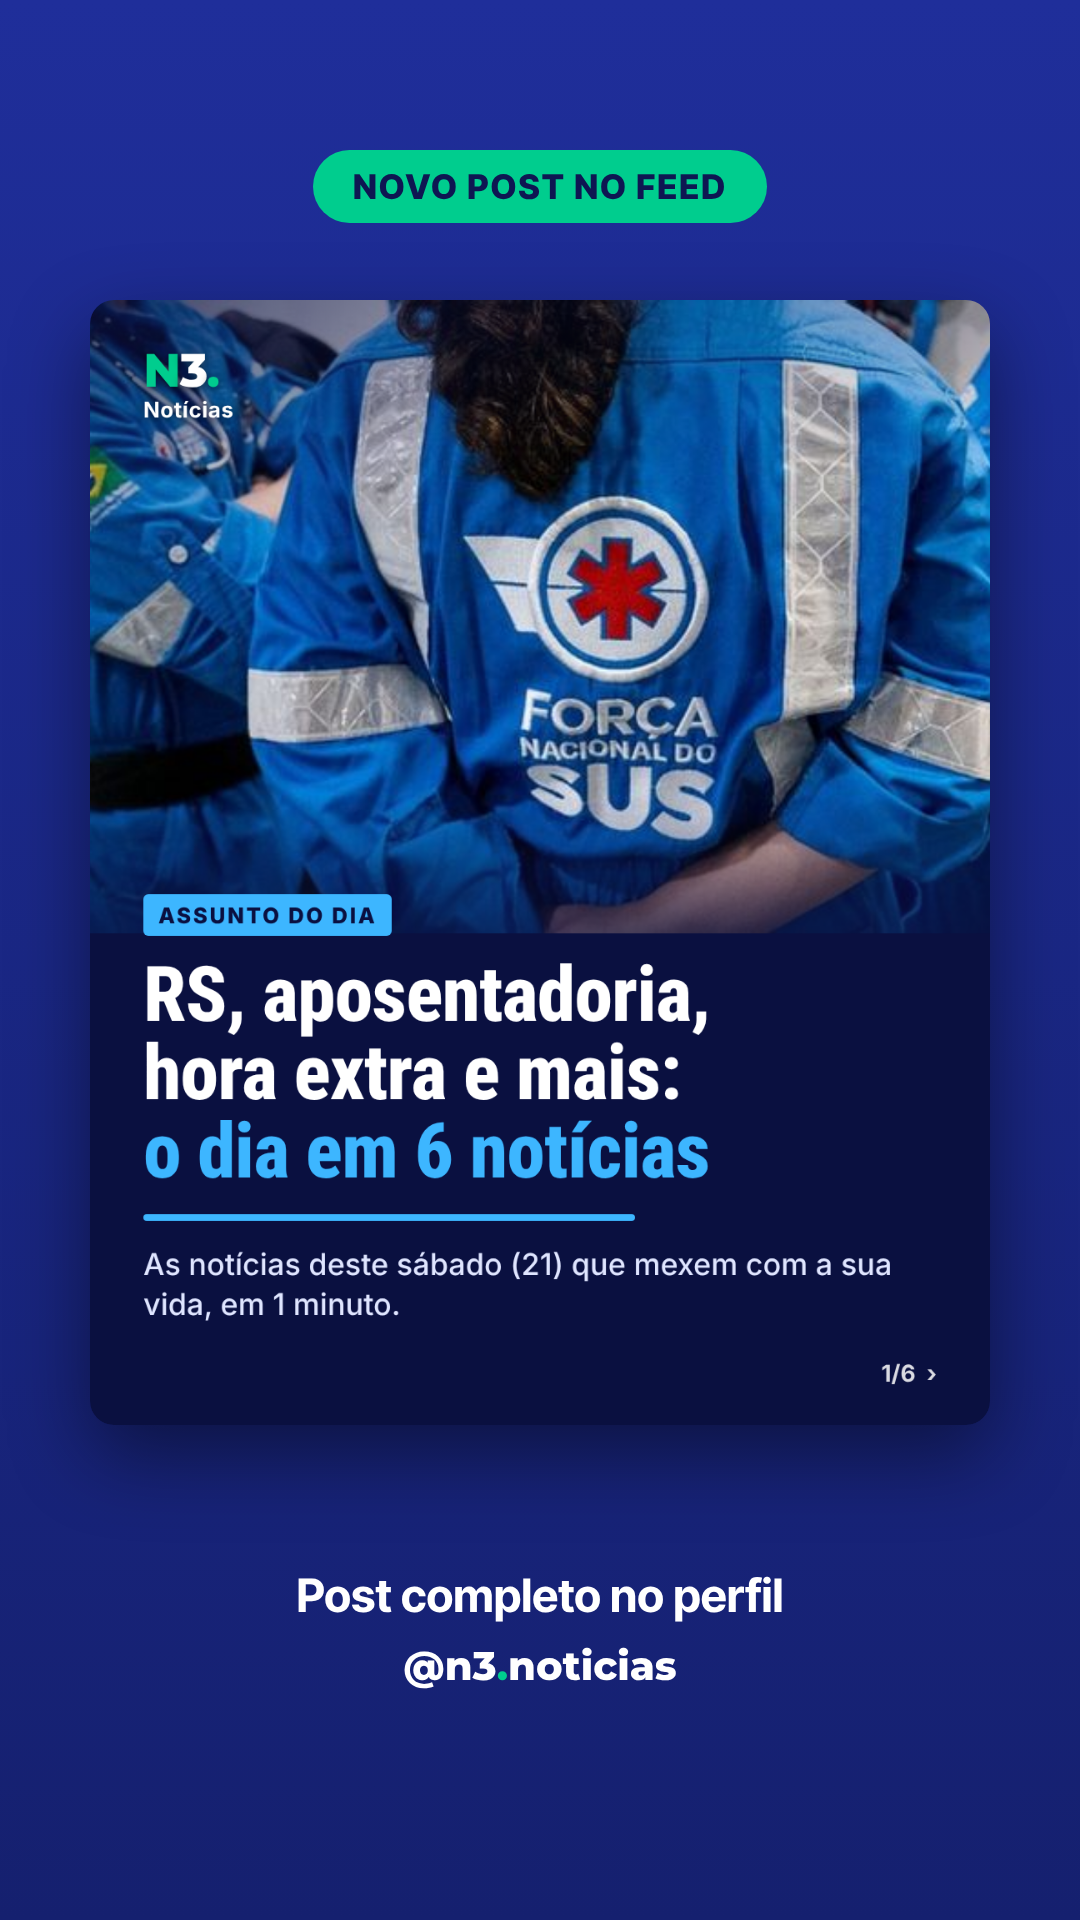 NOVO POST NO FEED
N3.
Notícias
FORÇA
NACIONAL DO
SUS
ASSUNTO DO DIA
RS, aposentadoria,
hora extra e mais:
o dia em 6 notícias
As notícias deste sábado (21) que mexem com a sua
vida, em 1 minuto.
1/6 ›
Post completo no perfil
@n3.noticias